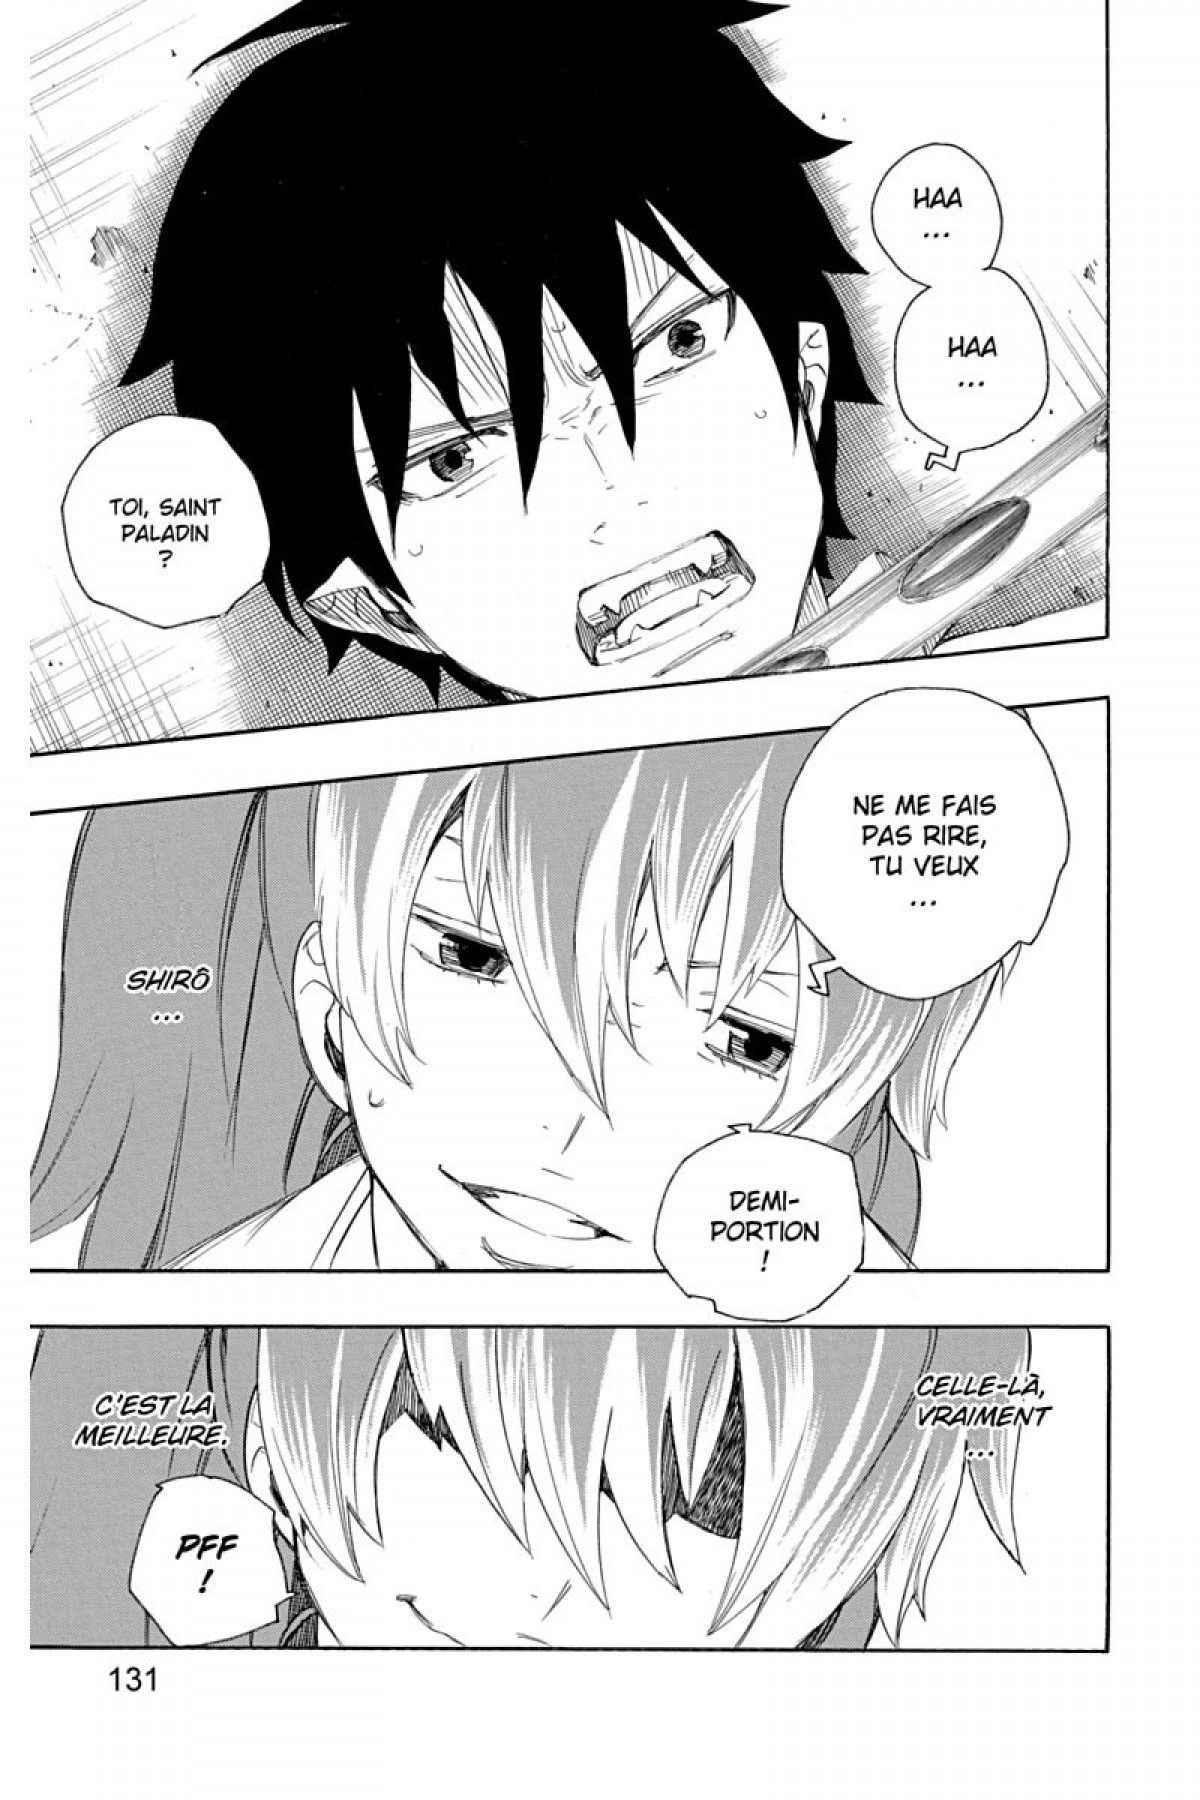 HAA
...
HAA
...
TOI, SAINT
PALADIN
?
NE ME FAIS
PAS RIRE,
TU VEUX
...
SHIRÔ
...
DEMI-
PORTION
!
CELLE-LÀ,
VRAIMENT
...
C'EST LA
MEILLEURE.
PFF
!
131